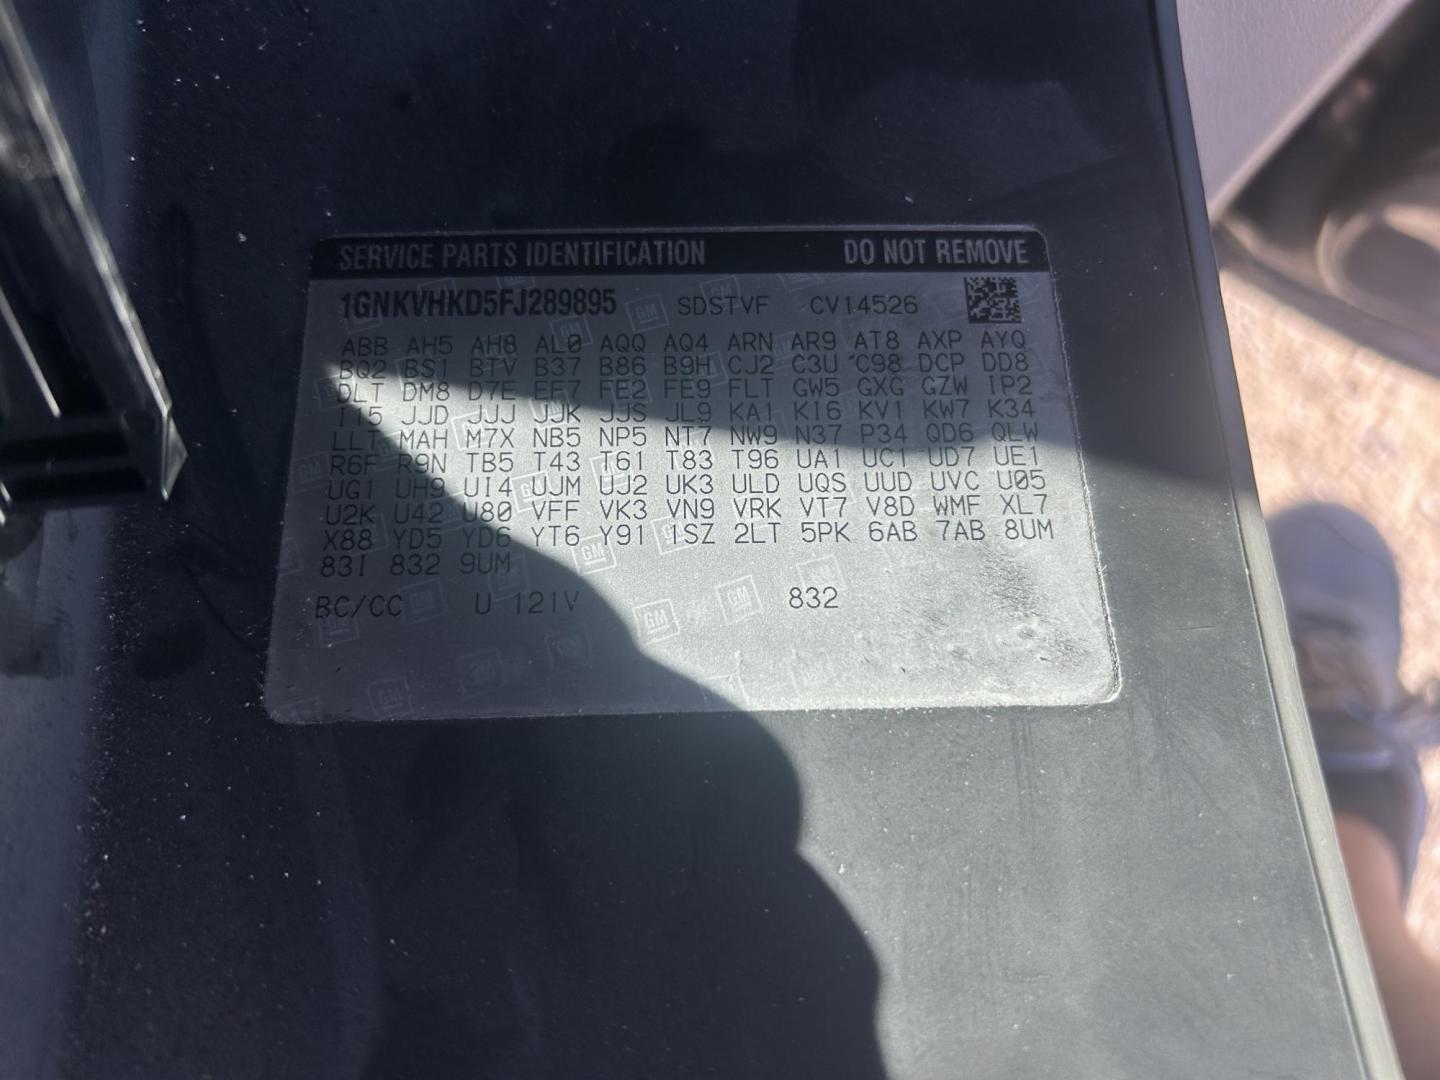 SERVICE PARTS IDENTIFICATION DO NOT REMOVE
1GNKVHKD5FJ289895 SDSTVF CV14526
ABB AH5 AH8 AL0 AQQ AQ4 ARN AR9 AT8 AXP AYQ
BQ2 BS1 BTV B37 B86 B9H CJ2 C3U C98 DCP DD8
DLT DM8 D7E EF7 FE2 FE9 FLT GW5 GXG GZW IP2
IT5 JJD JJJ JJK JJS JL9 KA1 KI6 KV1 KW7 K34
LLT MAH M7X NB5 NP5 NT7 NW9 N37 P34 QD6 QLW
R6F R9N TB5 T43 T61 T83 T96 UA1 UC1 UD7 UE1
UG1 UH9 UI4 UJM UJ2 UK3 ULD UQS UUD UVC U05
U2K U42 U80 VFF VK3 VN9 VRK VT7 V8D WMF XL7
X88 YD5 YD6 YT6 Y91 1SZ 2LT 5PK 6AB 7AB 8UM
83I 832 9UM
BC/CC U 121V 832